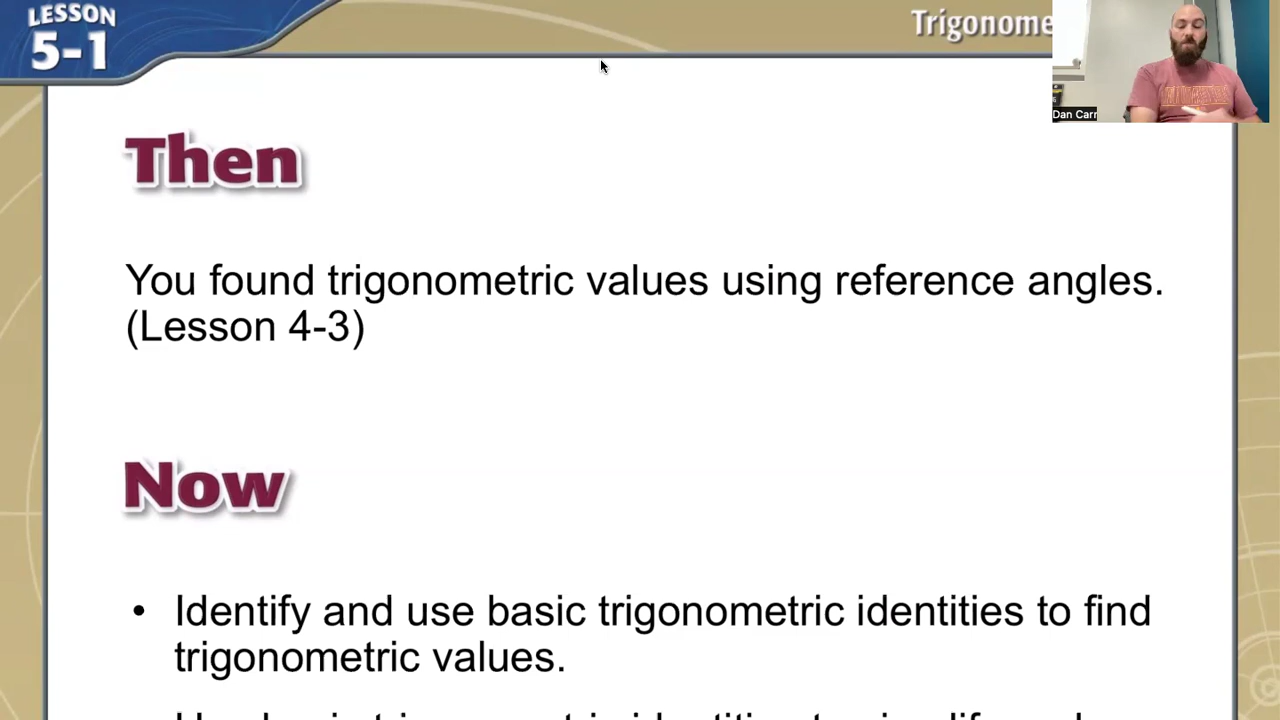 LESSON
5-1
Then
You found trigonometric values using reference angles.
(Lesson 4-3)
Now
• Identify and use basic trigonometric identities to find
trigonometric values.
Dan Carr